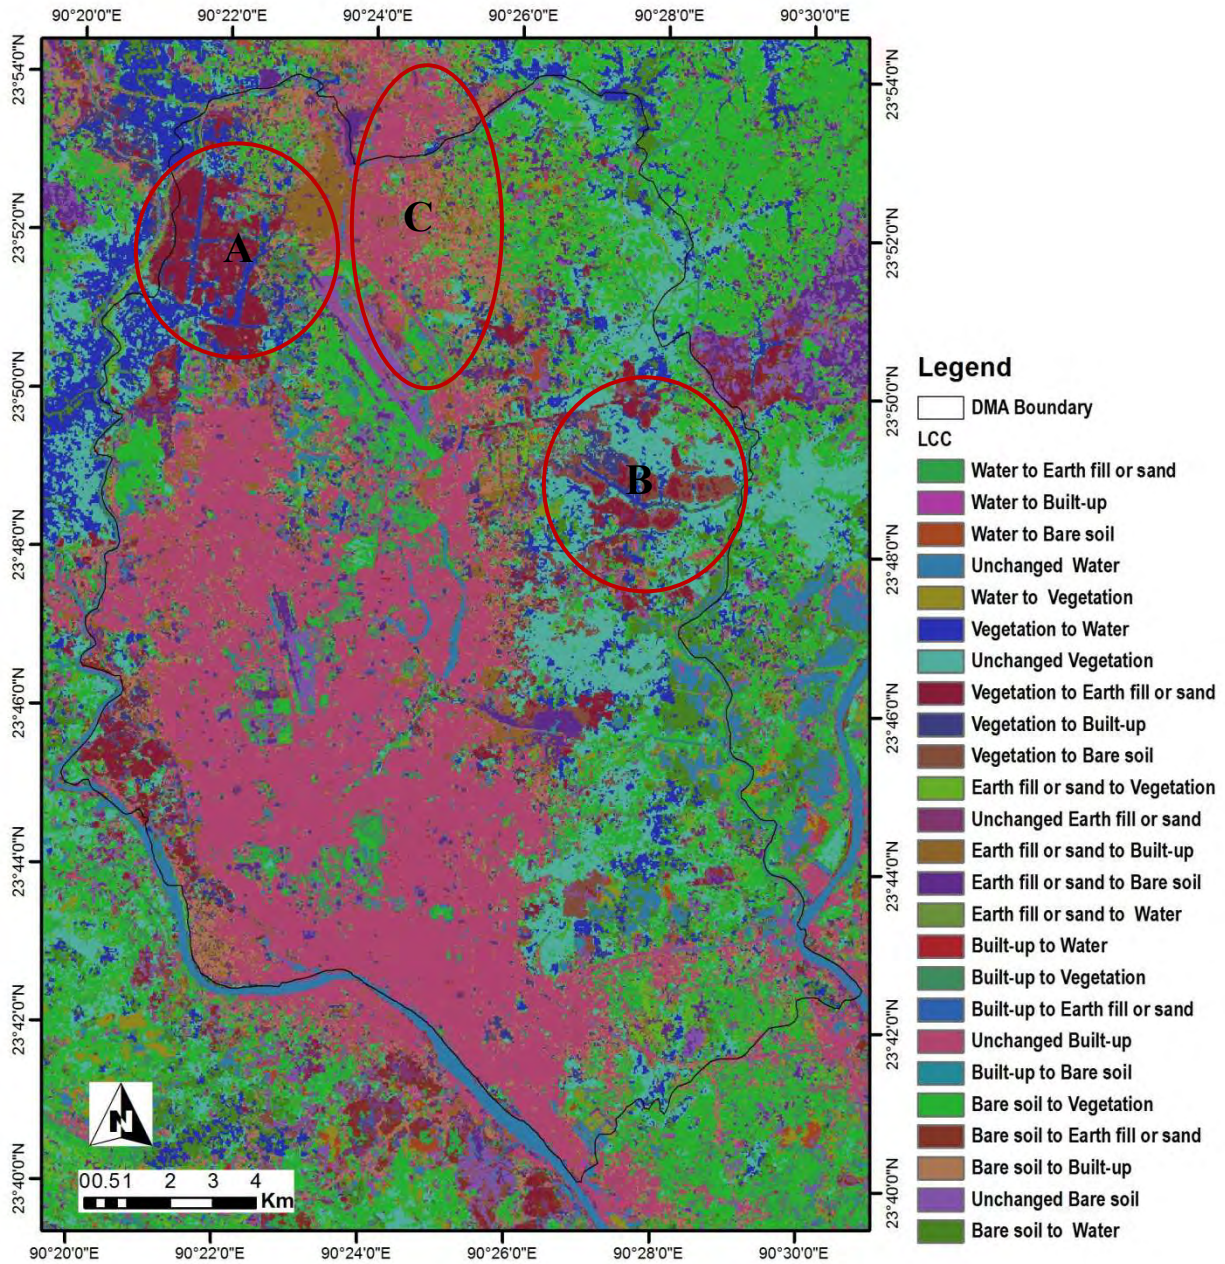 90°20'0"E 90°22'0"E 90°24'0"E 90°26'0"E 90°28'0"E 90°30'0"E
23°54'0"N 23°54'0"N
C
23°52'0"N 23°52'0"N
A
23°50'0"N 23°50'0"N
B
23°48'0"N 23°48'0"N
23°46'0"N 23°46'0"N
23°44'0"N 23°44'0"N
23°42'0"N 23°42'0"N
N
0 0.5 1 2 3 4
Km
23°40'0"N 23°40'0"N
90°20'0"E 90°22'0"E 90°24'0"E 90°26'0"E 90°28'0"E 90°30'0"E
Legend
DMA Boundary
LCC
Water to Earth fill or sand
Water to Built-up
Water to Bare soil
Unchanged Water
Water to Vegetation
Vegetation to Water
Unchanged Vegetation
Vegetation to Earth fill or sand
Vegetation to Built-up
Vegetation to Bare soil
Earth fill or sand to Vegetation
Unchanged Earth fill or sand
Earth fill or sand to Built-up
Earth fill or sand to Bare soil
Earth fill or sand to Water
Built-up to Water
Built-up to Vegetation
Built-up to Earth fill or sand
Unchanged Built-up
Built-up to Bare soil
Bare soil to Vegetation
Bare soil to Earth fill or sand
Bare soil to Built-up
Unchanged Bare soil
Bare soil to Water